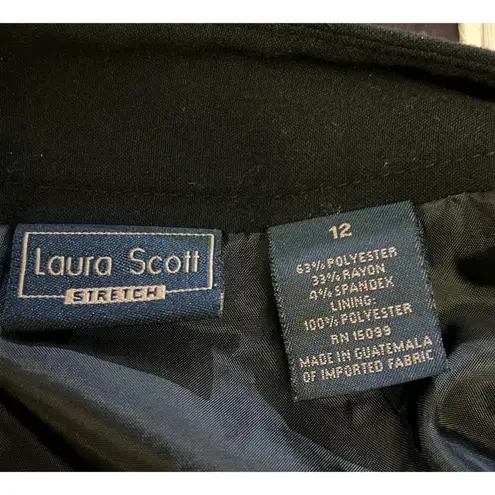 Laura Scott
STRETCH
12
63% POLYESTER
33% RAYON
4% SPANDEX
LINING:
100% POLYESTER
RN 15099
MADE IN GUATEMALA
OF IMPORTED FABRIC